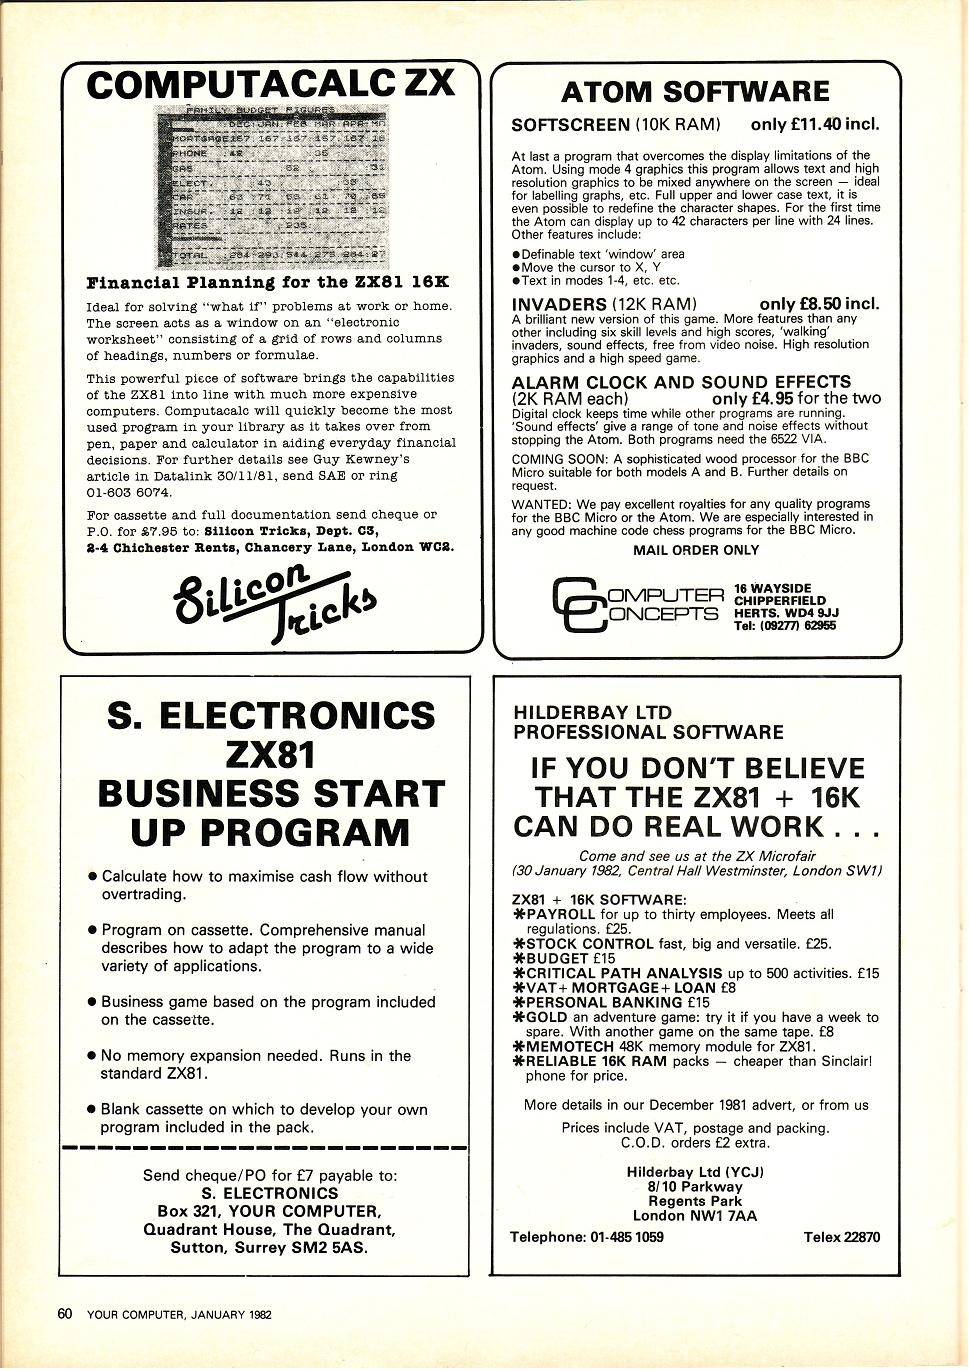 COMPUTACALC ZX
FAMILY BUDGET FIGURES
DEC JAN FEB MAR APR MA
MORTGAGE167 167 167 167 167 16
PHONE 42 35
GAS 62 31
ELECT. 43 39
INSUR. 12 12 12 12 12 12
RATES 235
TOTAL
Financial Planning for the ZX81 16K
Ideal for solving "what if" problems at work or home.
The screen acts as a window on an "electronic
worksheet" consisting of a grid of rows and columns
of headings, numbers or formulae.
This powerful piece of software brings the capabilities
of the ZX81 into line with much more expensive
computers. Computacalc will quickly become the most
used program in your library as it takes over from
pen, paper and calculator in aiding everyday financial
decisions. For further details see Guy Kewney's
article in Datalink 30/11/81, send SAE or ring
01-603 6074.
For cassette and full documentation send cheque or
P.O. for £7.95 to: Silicon Tricks, Dept. C3,
2-4 Chichester Rents, Chancery Lane, London WC2.
Silicon
Tricks
ATOM SOFTWARE
SOFTSCREEN (10K RAM) only £11.40 incl.
At last a program that overcomes the display limitations of the
Atom. Using mode 4 graphics this program allows text and high
resolution graphics to be mixed anywhere on the screen — ideal
for labelling graphs, etc. Full upper and lower case text, it is
even possible to redefine the character shapes. For the first time
the Atom can display up to 42 characters per line with 24 lines.
Other features include:
●Definable text 'window' area
●Move the cursor to X, Y
●Text in modes 1-4, etc. etc.
INVADERS (12K RAM) only £8.50 incl.
A brilliant new version of this game. More features than any
other including six skill levels and high scores, 'walking'
invaders, sound effects, free from video noise. High resolution
graphics and a high speed game.
ALARM CLOCK AND SOUND EFFECTS
(2K RAM each) only £4.95 for the two
Digital clock keeps time while other programs are running.
'Sound effects' give a range of tone and noise effects without
stopping the Atom. Both programs need the 6522 VIA.
COMING SOON: A sophisticated wood processor for the BBC
Micro suitable for both models A and B. Further details on
request.
WANTED: We pay excellent royalties for any quality programs
for the BBC Micro or the Atom. We are especially interested in
any good machine code chess programs for the BBC Micro.
MAIL ORDER ONLY
COMPUTER
CONCEPTS
16 WAYSIDE
CHIPPERFIELD
HERTS. WD4 9JJ
Tel: (09277) 62955
S. ELECTRONICS
ZX81
BUSINESS START
UP PROGRAM
● Calculate how to maximise cash flow without
overtrading.
● Program on cassette. Comprehensive manual
describes how to adapt the program to a wide
variety of applications.
● Business game based on the program included
on the cassette.
● No memory expansion needed. Runs in the
standard ZX81.
● Blank cassette on which to develop your own
program included in the pack.
Send cheque/PO for £7 payable to:
S. ELECTRONICS
Box 321, YOUR COMPUTER,
Quadrant House, The Quadrant,
Sutton, Surrey SM2 5AS.
HILDERBAY LTD
PROFESSIONAL SOFTWARE
IF YOU DON'T BELIEVE
THAT THE ZX81 + 16K
CAN DO REAL WORK . . .
Come and see us at the ZX Microfair
(30 January 1982, Central Hall Westminster, London SW1)
ZX81 + 16K SOFTWARE:
✱PAYROLL for up to thirty employees. Meets all
regulations. £25.
✱STOCK CONTROL fast, big and versatile. £25.
✱BUDGET £15
✱CRITICAL PATH ANALYSIS up to 500 activities. £15
✱VAT+ MORTGAGE+ LOAN £8
✱PERSONAL BANKING £15
✱GOLD an adventure game: try it if you have a week to
spare. With another game on the same tape. £8
✱MEMOTECH 48K memory module for ZX81.
✱RELIABLE 16K RAM packs — cheaper than Sinclair!
phone for price.
More details in our December 1981 advert, or from us
Prices include VAT, postage and packing.
C.O.D. orders £2 extra.
Hilderbay Ltd (YCJ)
8/10 Parkway
Regents Park
London NW1 7AA
Telephone: 01-485 1059 Telex 22870
60 YOUR COMPUTER, JANUARY 1982